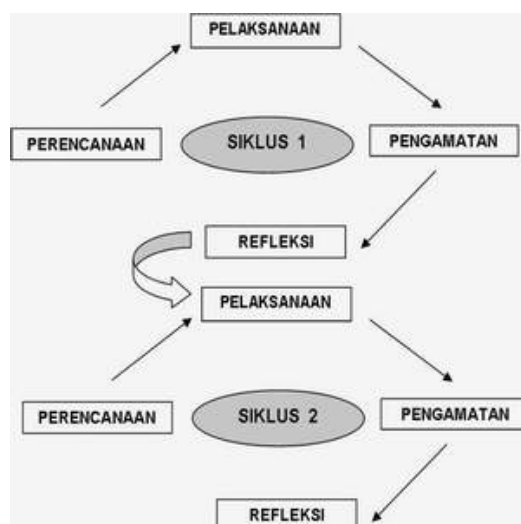 PELAKSANAAN
PERENCANAAN
SIKLUS 1
PENGAMATAN
REFLEKSI
PELAKSANAAN
PERENCANAAN
SIKLUS 2
PENGAMATAN
REFLEKSI